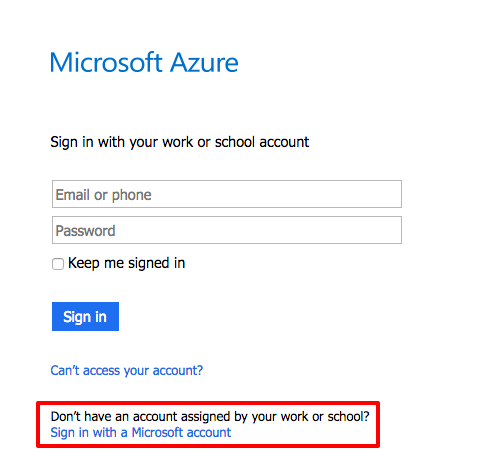 Microsoft Azure
Sign in with your work or school account
Email or phone
Password
Keep me signed in
Sign in
Can't access your account?
Don't have an account assigned by your work or school?
Sign in with a Microsoft account